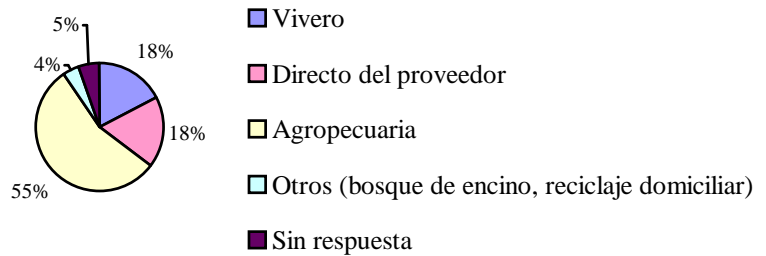 5%
18%
4%
18%
55%
Vivero
Directo del proveedor
Agropecuaria
Otros (bosque de encino, reciclaje domiciliar)
Sin respuesta